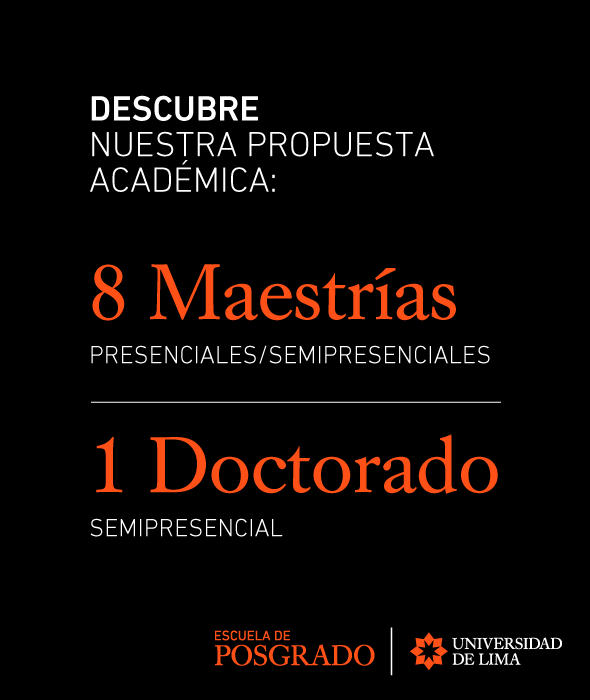 DESCUBRE
NUESTRA PROPUESTA
ACADÉMICA:
8 Maestrías
PRESENCIALES/SEMIPRESENCIALES
1 Doctorado
SEMIPRESENCIAL
ESCUELA DE
POSGRADO
UNIVERSIDAD
DE LIMA